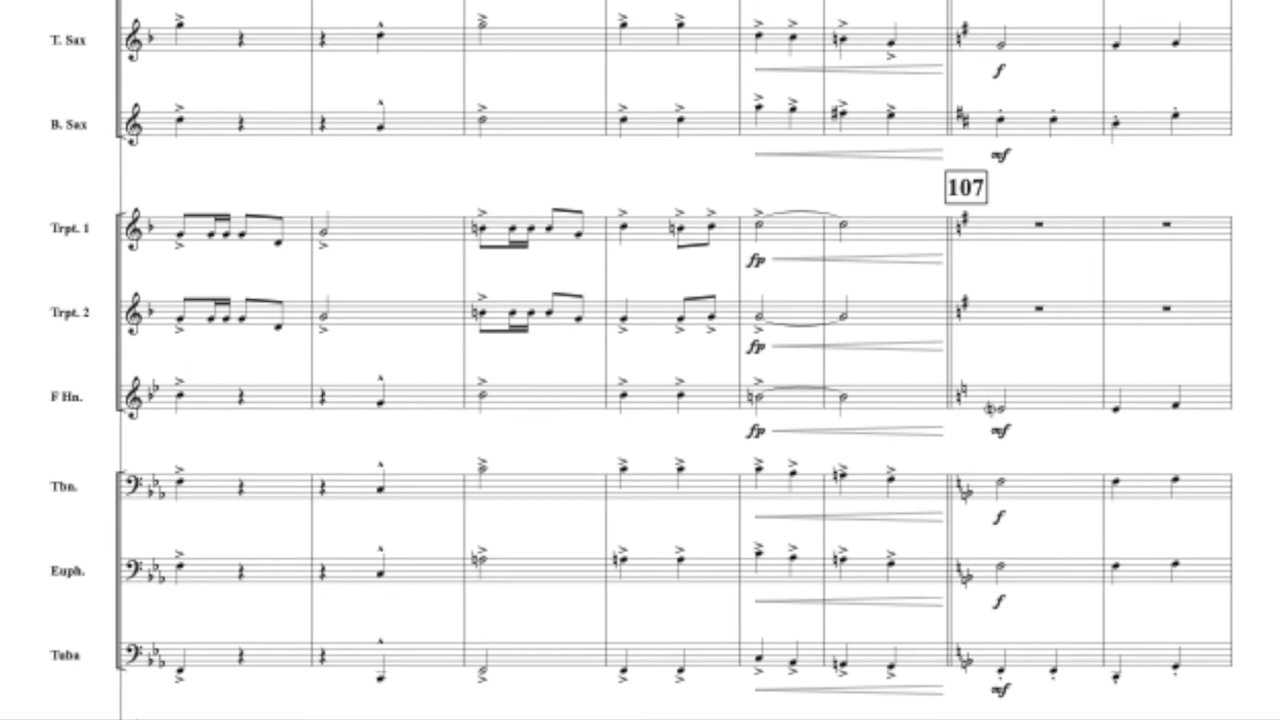 T. Sax
f
B. Sax
mf
107
Trpt. 1
fp
Trpt. 2
fp
F Hn.
fp
mf
Tbn.
f
Euph.
f
Tuba
mf